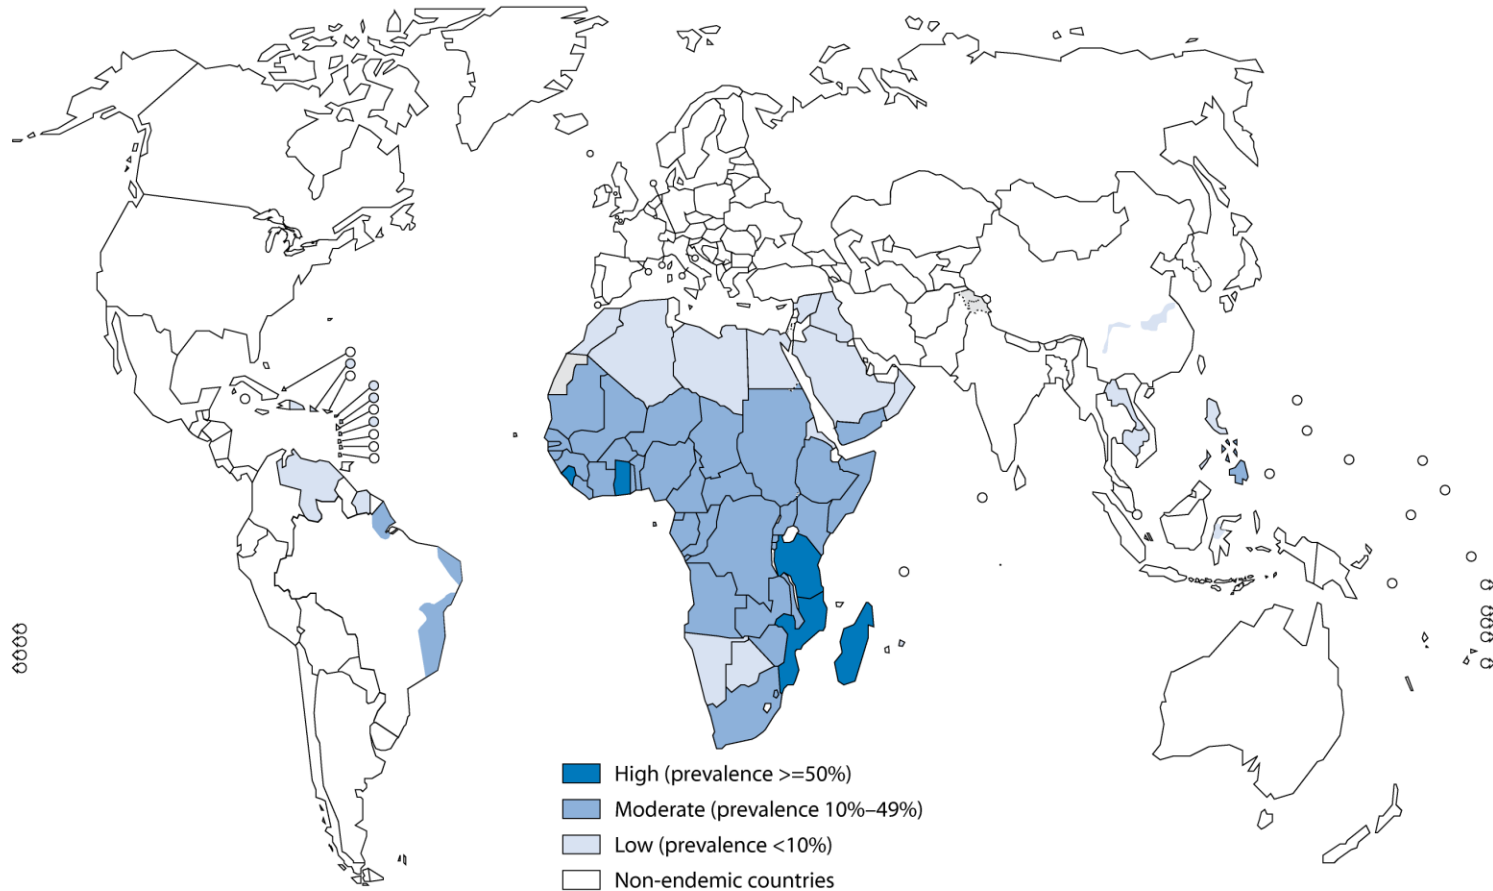 High (prevalence >=50%)
Moderate (prevalence 10%–49%)
Low (prevalence <10%)
Non-endemic countries